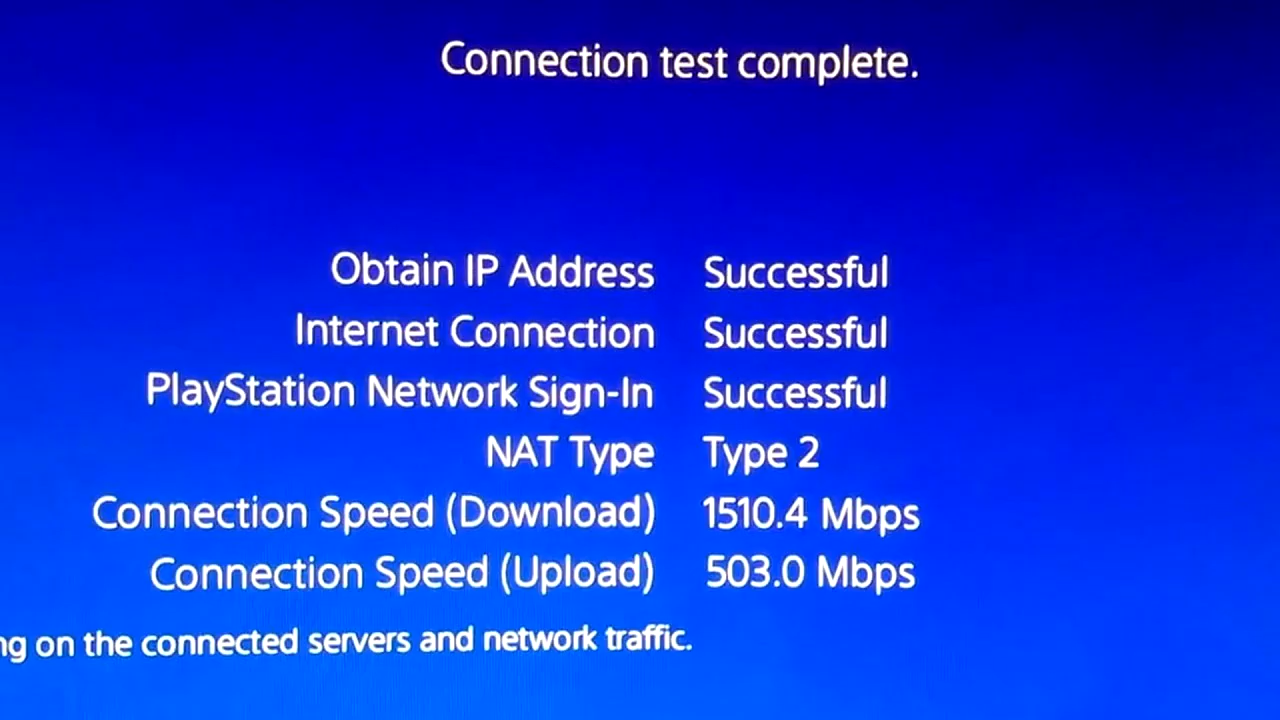 Connection test complete.
Obtain IP Address Successful
Internet Connection Successful
PlayStation Network Sign-In Successful
NAT Type Type 2
Connection Speed (Download) 1510.4 Mbps
Connection Speed (Upload) 503.0 Mbps
on the connected servers and network traffic.